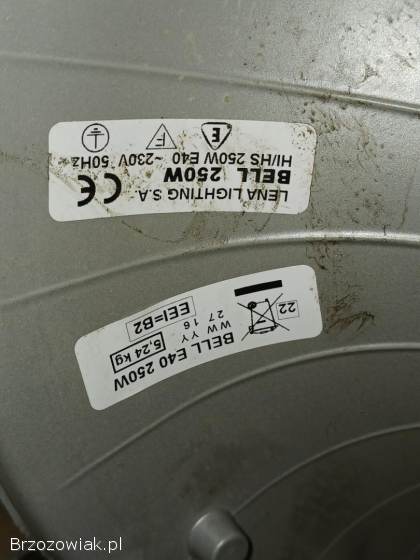 LENA LIGHTING S.A
BELL 250W
HI/HS 250W E40 ~230V 50Hz
CE
F
E
BELL E40 250W
5,24 kg
WW YY
27 16
EEI=B2
22
Brzozowiak.pl